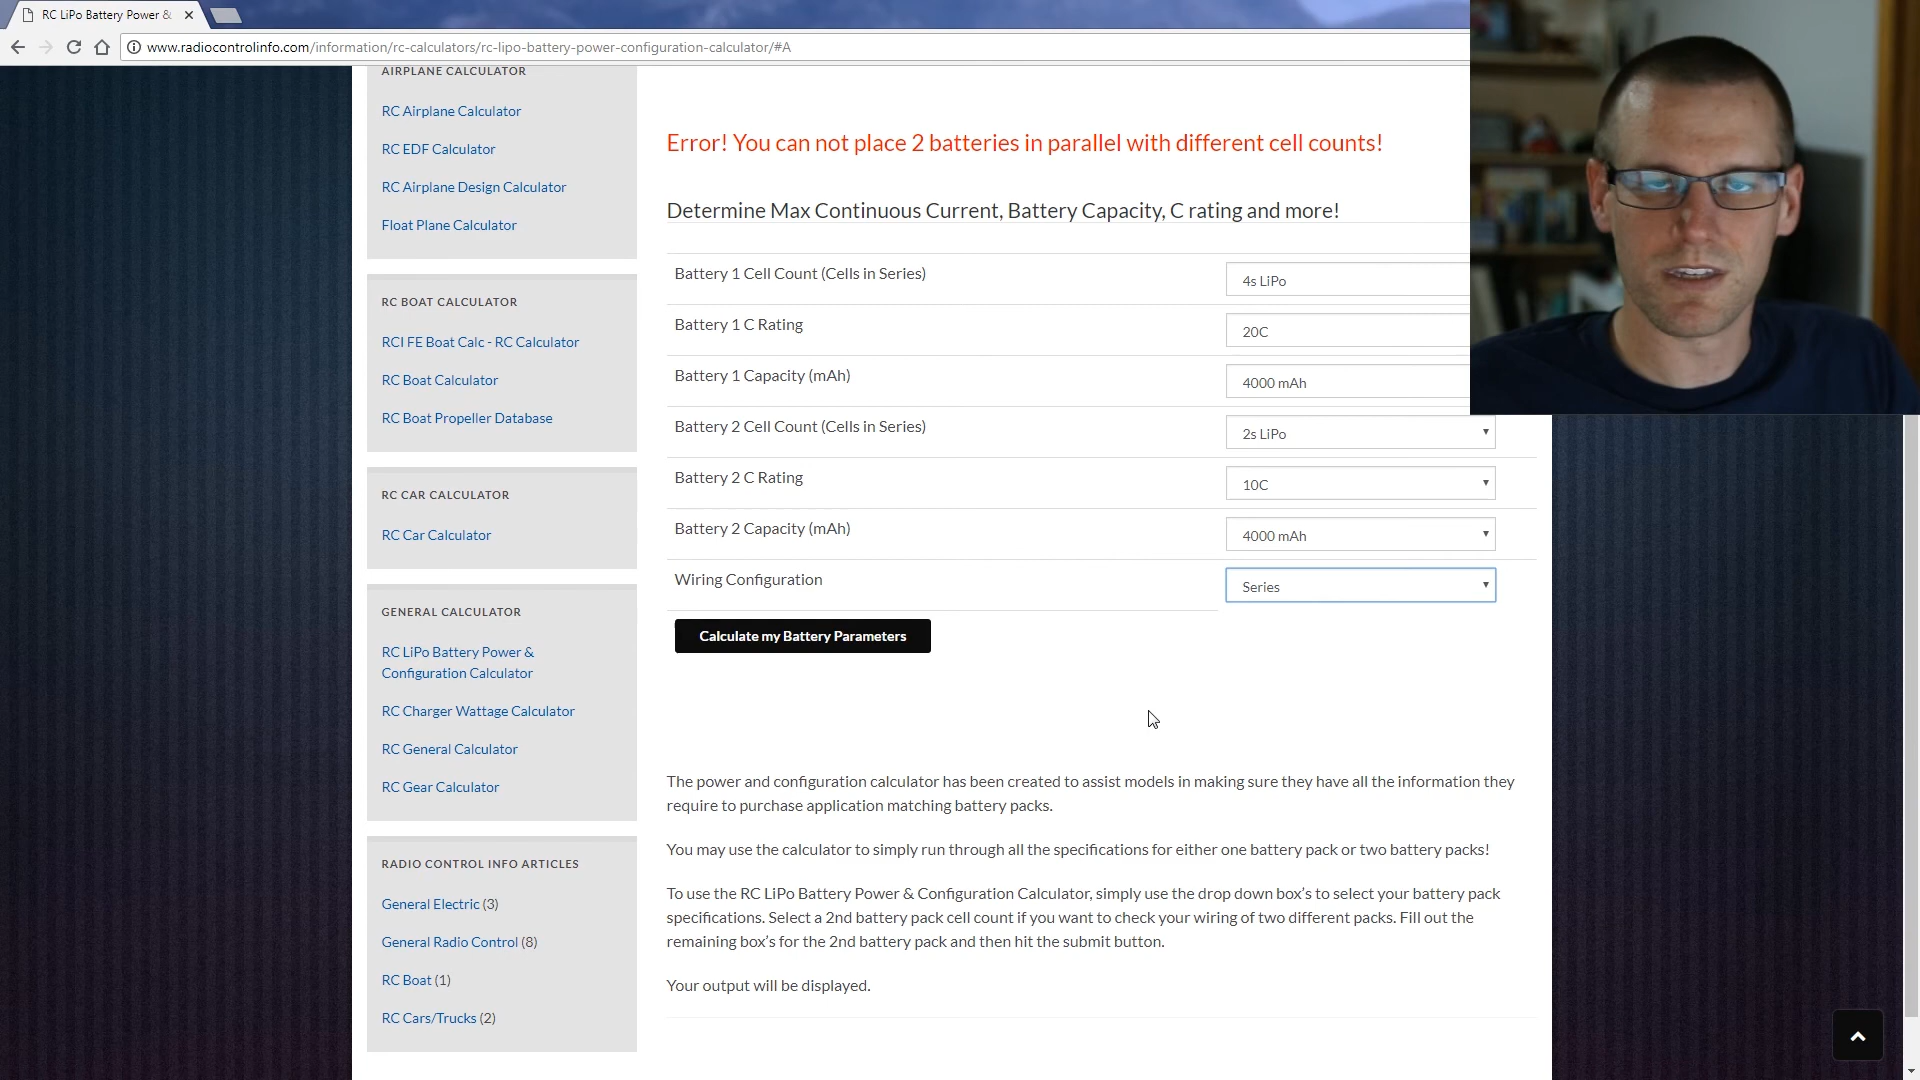 RC LiPo Battery Power &
www.radiocontrolinfo.com/information/rc-calculators/rc-lipo-battery-power-configuration-calculator/#A
AIRPLANE CALCULATOR
RC Airplane Calculator
RC EDF Calculator
RC Airplane Design Calculator
Float Plane Calculator
RC BOAT CALCULATOR
RCI FE Boat Calc - RC Calculator
RC Boat Calculator
RC Boat Propeller Database
RC CAR CALCULATOR
RC Car Calculator
GENERAL CALCULATOR
RC LiPo Battery Power &
Configuration Calculator
RC Charger Wattage Calculator
RC General Calculator
RC Gear Calculator
RADIO CONTROL INFO ARTICLES
General Electric (3)
General Radio Control (8)
RC Boat (1)
RC Cars/Trucks (2)
Error! You can not place 2 batteries in parallel with different cell counts!
Determine Max Continuous Current, Battery Capacity, C rating and more!
Battery 1 Cell Count (Cells in Series) 4s LiPo
Battery 1 C Rating 20C
Battery 1 Capacity (mAh) 4000 mAh
Battery 2 Cell Count (Cells in Series) 2s LiPo
Battery 2 C Rating 10C
Battery 2 Capacity (mAh) 4000 mAh
Wiring Configuration Series
Calculate my Battery Parameters
The power and configuration calculator has been created to assist models in making sure they have all the information they
require to purchase application matching battery packs.
You may use the calculator to simply run through all the specifications for either one battery pack or two battery packs!
To use the RC LiPo Battery Power & Configuration Calculator, simply use the drop down box's to select your battery pack
specifications. Select a 2nd battery pack cell count if you want to check your wiring of two different packs. Fill out the
remaining box's for the 2nd battery pack and then hit the submit button.
Your output will be displayed.